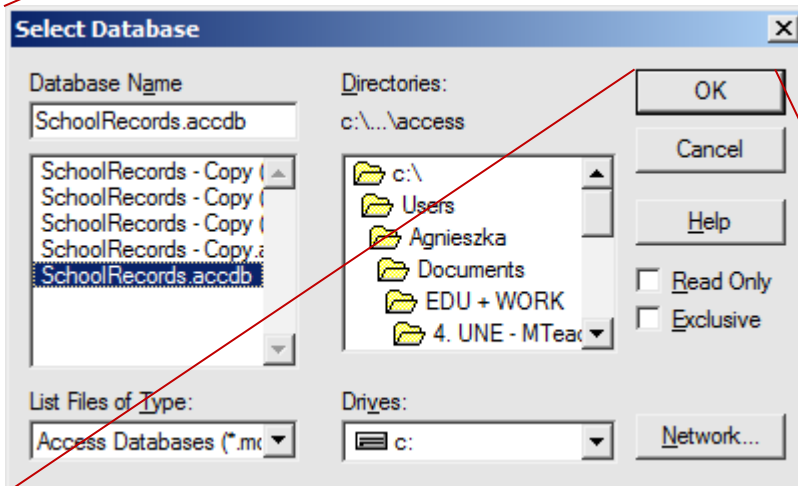 Select Database
Database Name
SchoolRecords.accdb
SchoolRecords - Copy (
SchoolRecords - Copy (
SchoolRecords - Copy (
SchoolRecords - Copy.a
SchoolRecords.accdb
List Files of Type:
Access Databases (*.m
Directories:
c:\...\access
c:\
Users
Agnieszka
Documents
EDU + WORK
4. UNE - MTeac
Drives:
c:
OK
Cancel
Help
Read Only
Exclusive
Network...